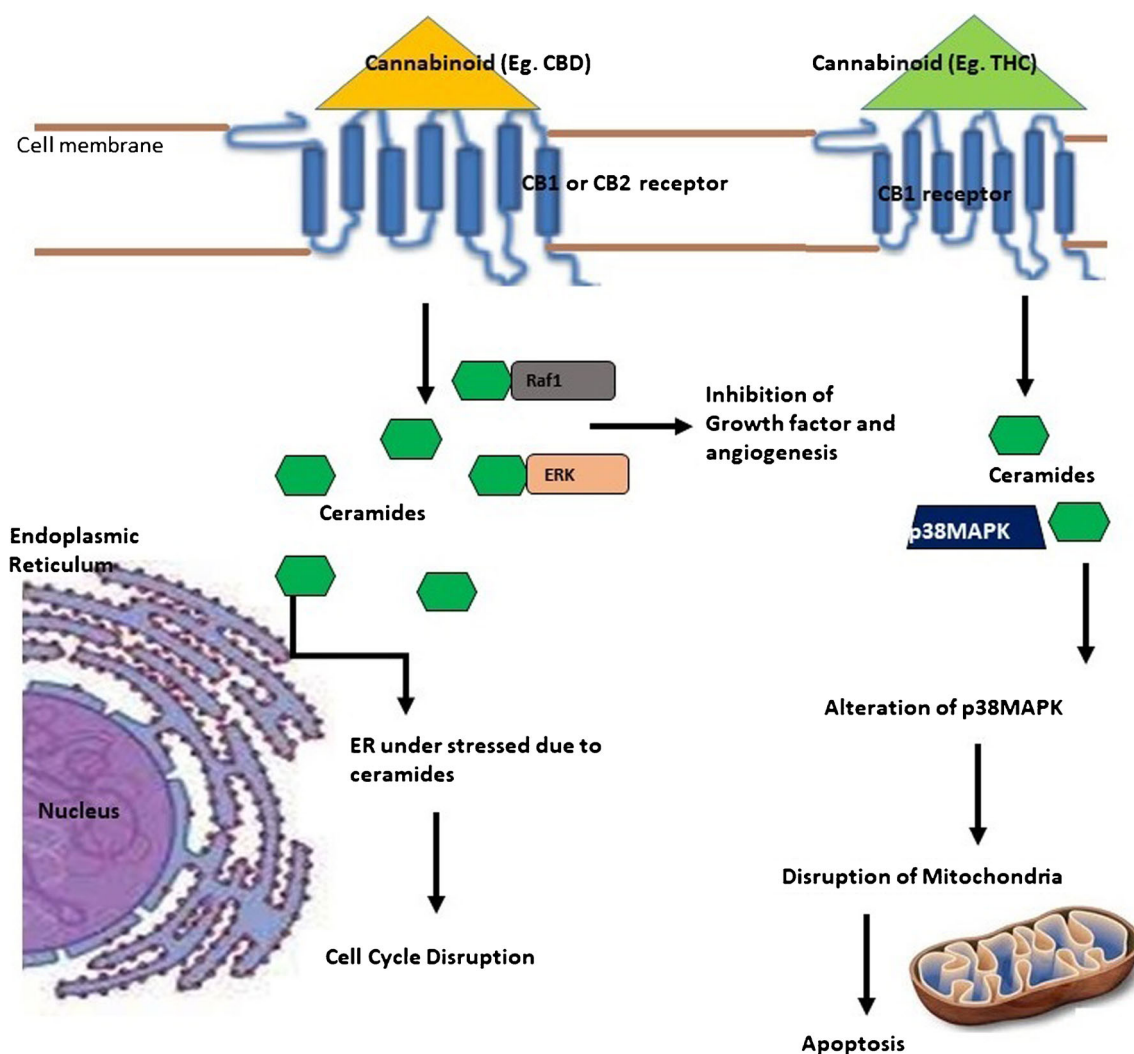 Cannabinoid (Eg. CBD)
Cannabinoid (Eg. THC)
Cell membrane
CB1 or CB2 receptor
CB1 receptor
Raf1
Inhibition of
Growth factor and
angiogenesis
ERK
Ceramides
Ceramides
p38MAPK
Endoplasmic
Reticulum
Alteration of p38MAPK
ER under stressed due to
ceramides
Nucleus
Disruption of Mitochondria
Cell Cycle Disruption
Apoptosis